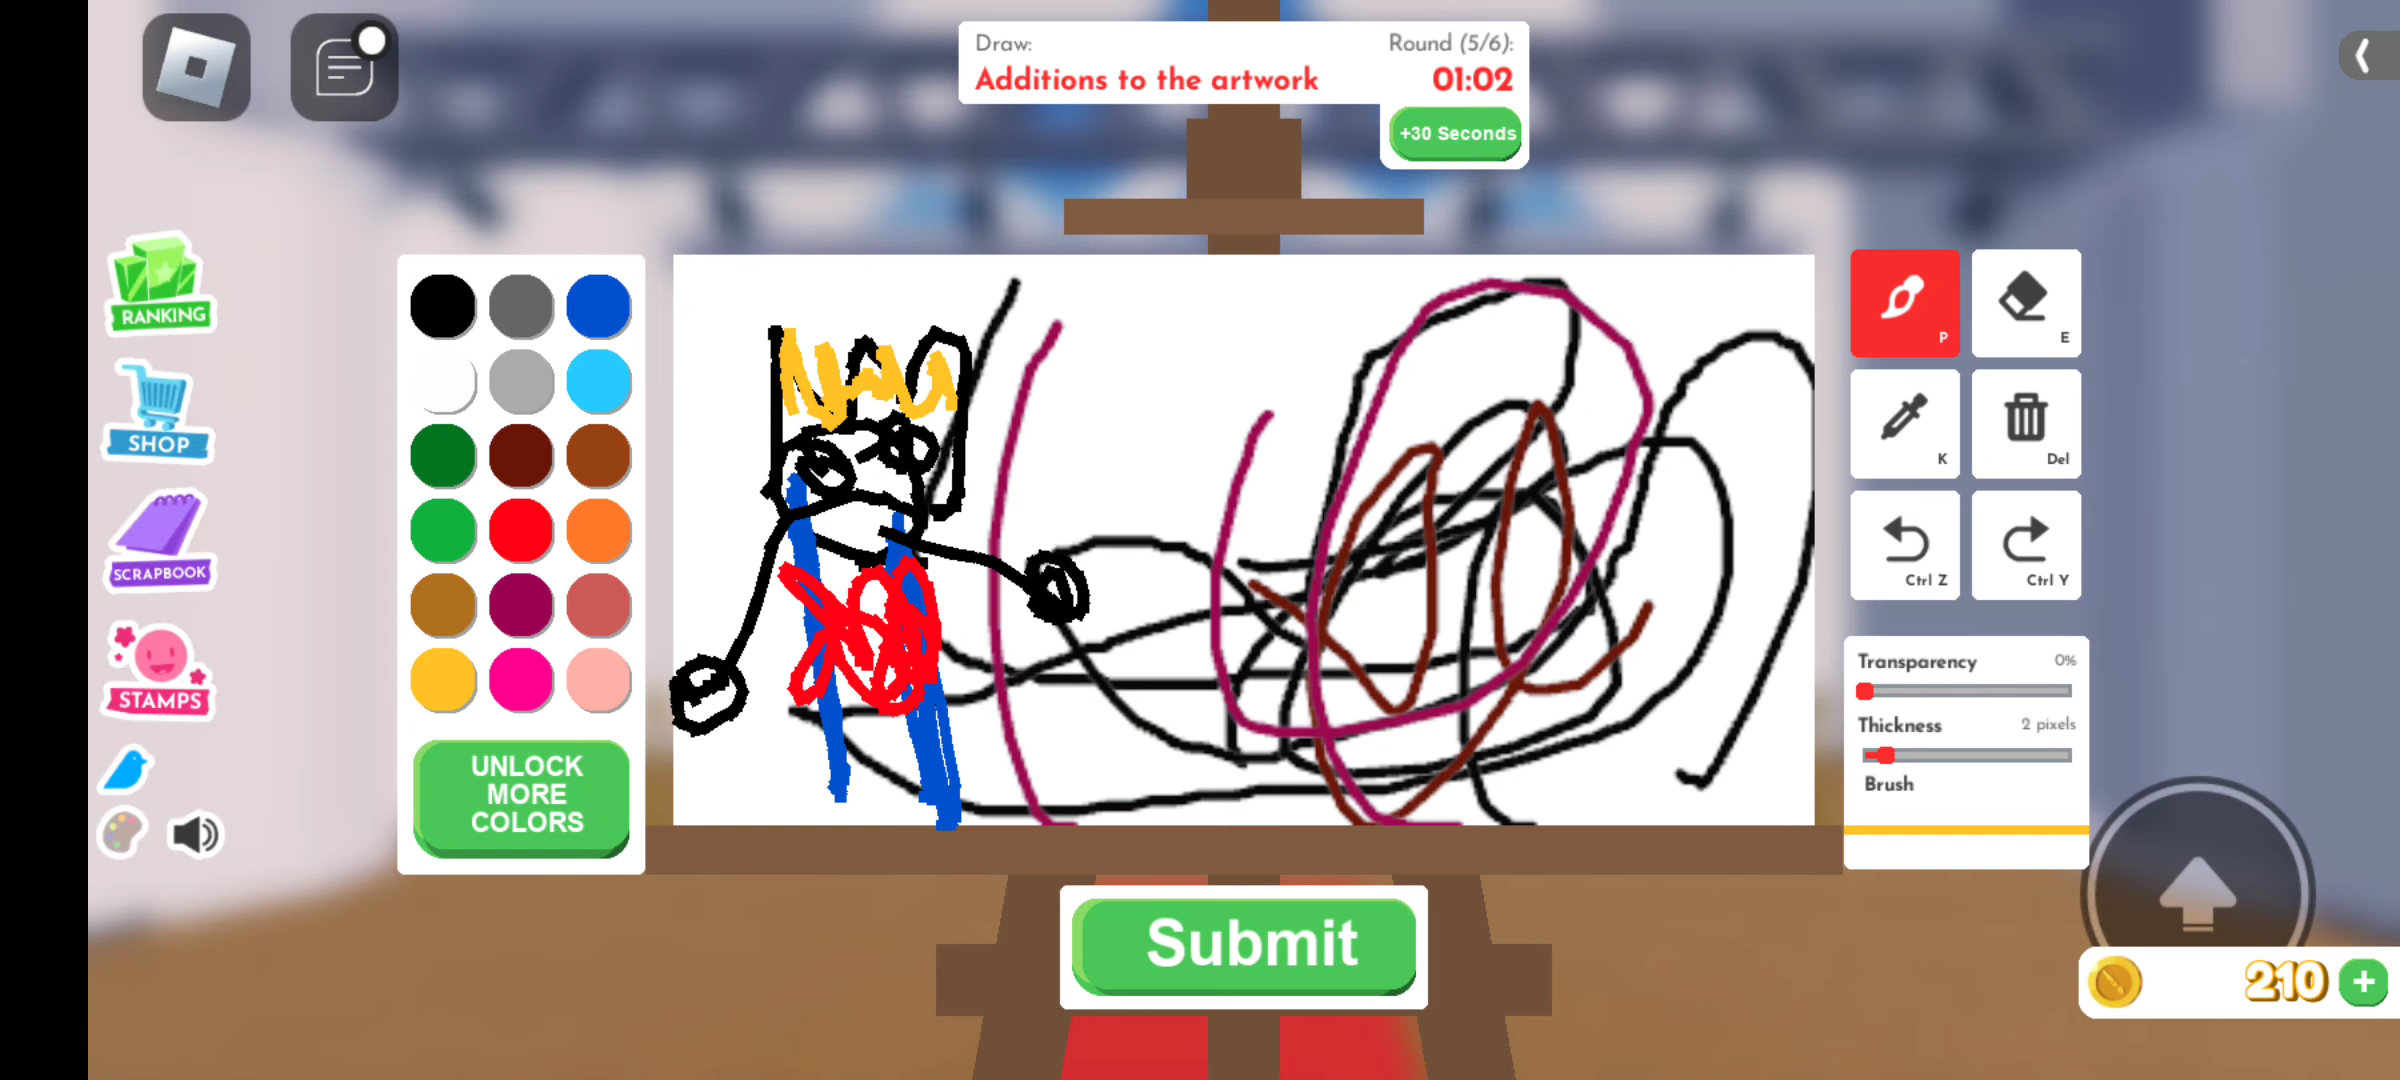 Draw:
Round (5/6):
Additions to the artwork
01:02
+30 Seconds
RANKING
SHOP
SCRAPBOOK
STAMPS
UNLOCK
MORE
COLORS
P
E
K
Del
Ctrl Z
Ctrl Y
Transparency
0%
Thickness
2 pixels
Brush
Submit
210